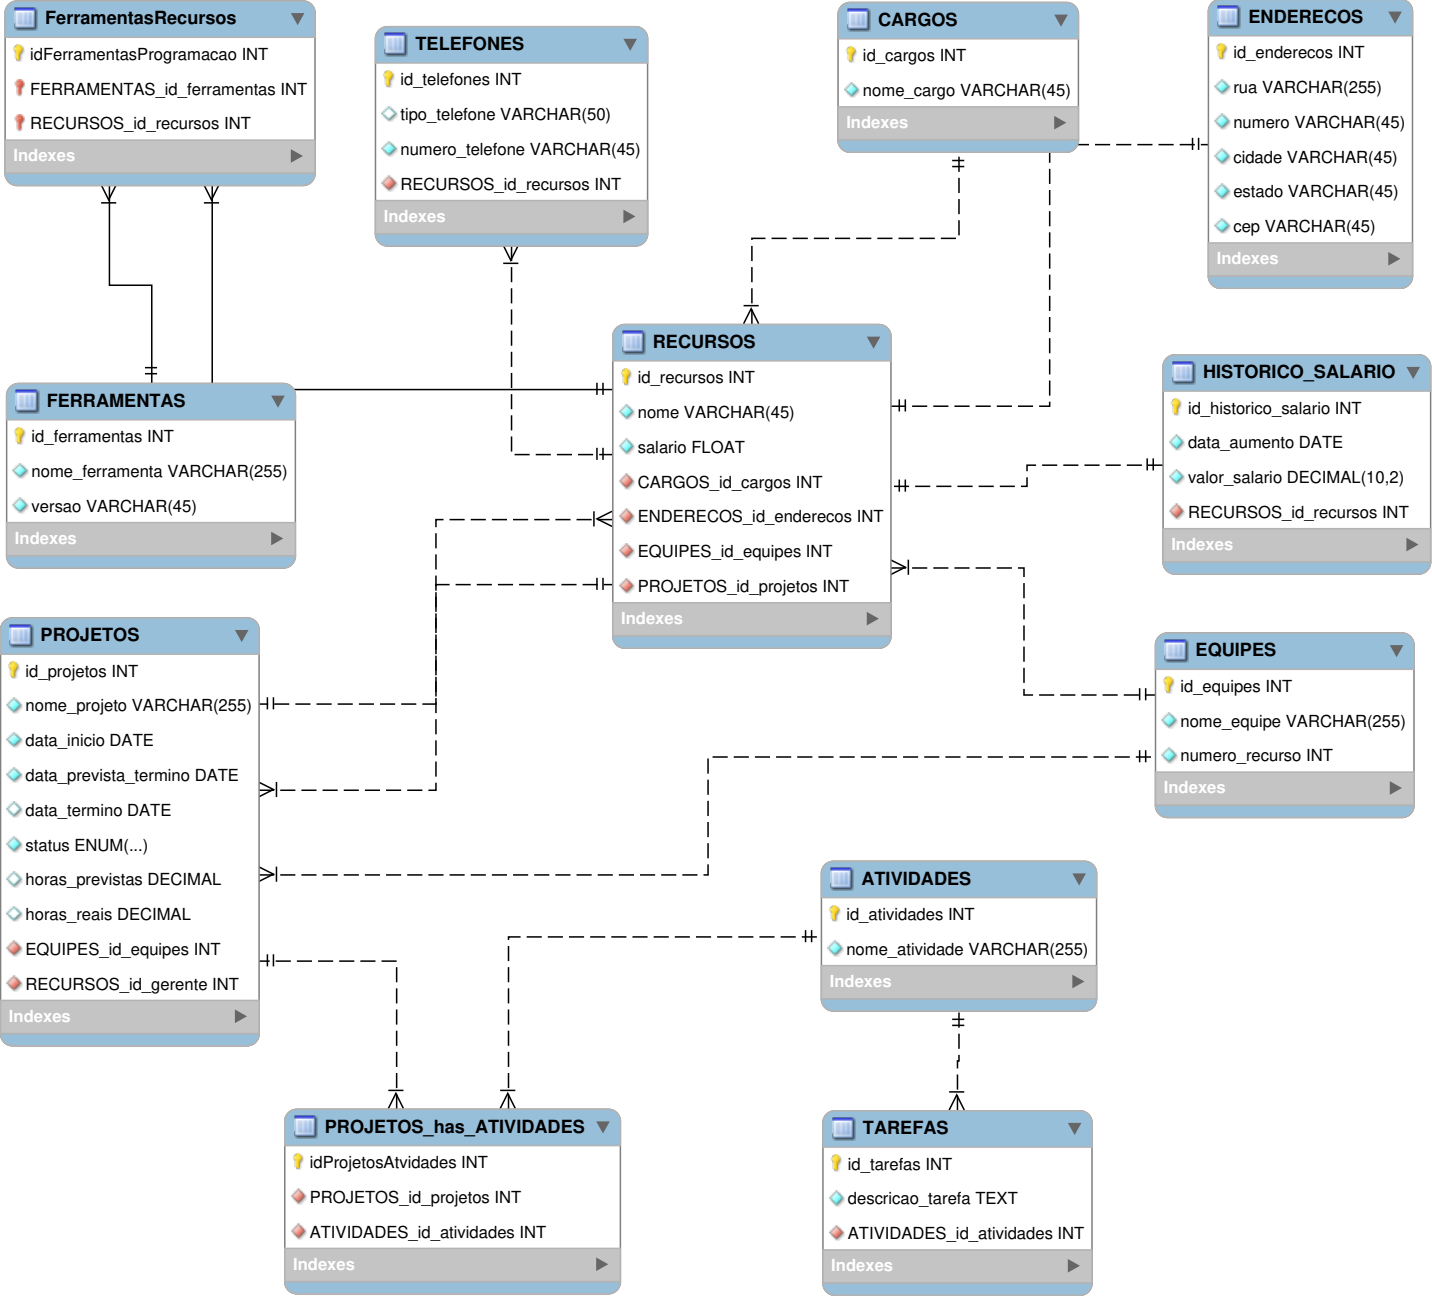 FerramentasRecursos
idFerramentasProgramacao INT
FERRAMENTAS_id_ferramentas INT
RECURSOS_id_recursos INT
Indexes
TELEFONES
id_telefones INT
tipo_telefone VARCHAR(50)
numero_telefone VARCHAR(45)
RECURSOS_id_recursos INT
Indexes
CARGOS
id_cargos INT
nome_cargo VARCHAR(45)
Indexes
ENDERECOS
id_enderecos INT
rua VARCHAR(255)
numero VARCHAR(45)
cidade VARCHAR(45)
estado VARCHAR(45)
cep VARCHAR(45)
Indexes
FERRAMENTAS
id_ferramentas INT
nome_ferramenta VARCHAR(255)
versao VARCHAR(45)
Indexes
RECURSOS
id_recursos INT
nome VARCHAR(45)
salario FLOAT
CARGOS_id_cargos INT
ENDERECOS_id_enderecos INT
EQUIPES_id_equipes INT
PROJETOS_id_projetos INT
Indexes
HISTORICO_SALARIO
id_historico_salario INT
data_aumento DATE
valor_salario DECIMAL(10,2)
RECURSOS_id_recursos INT
Indexes
PROJETOS
id_projetos INT
nome_projeto VARCHAR(255)
data_inicio DATE
data_prevista_termino DATE
data_termino DATE
status ENUM(...)
horas_previstas DECIMAL
horas_reais DECIMAL
EQUIPES_id_equipes INT
RECURSOS_id_gerente INT
Indexes
EQUIPES
id_equipes INT
nome_equipe VARCHAR(255)
numero_recurso INT
Indexes
ATIVIDADES
id_atividades INT
nome_atividade VARCHAR(255)
Indexes
PROJETOS_has_ATIVIDADES
idProjetosAtvidades INT
PROJETOS_id_projetos INT
ATIVIDADES_id_atividades INT
Indexes
TAREFAS
id_tarefas INT
descricao_tarefa TEXT
ATIVIDADES_id_atividades INT
Indexes